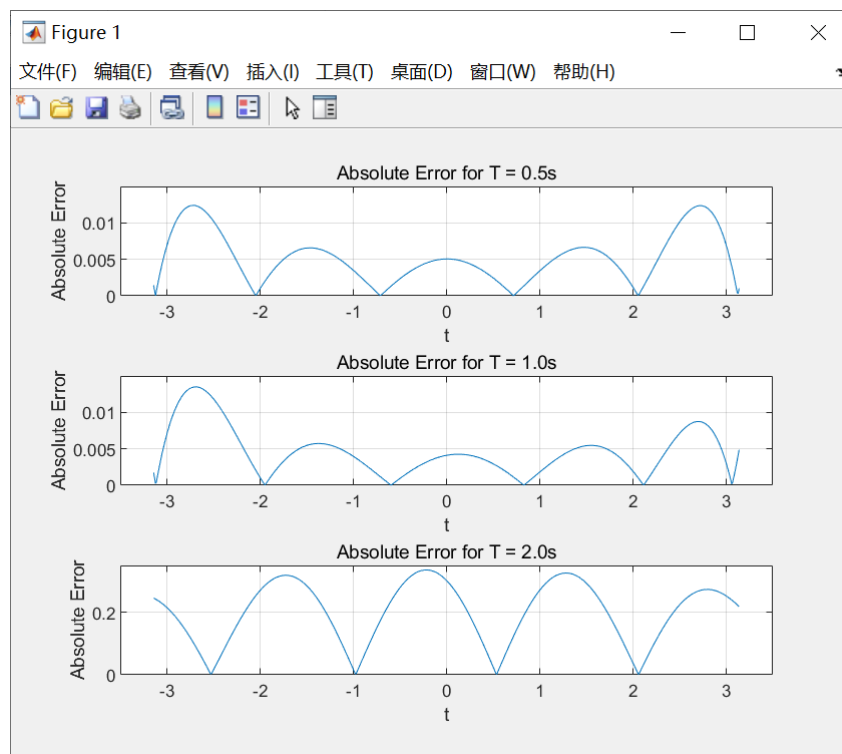 Figure 1
文件(F) 编辑(E) 查看(V) 插入(I) 工具(T) 桌面(D) 窗口(W) 帮助(H)
Absolute Error for T = 0.5s
Absolute Error
0.01
0.005
0
-3 -2 -1 0 1 2 3
t
Absolute Error for T = 1.0s
Absolute Error
0.01
0.005
0
-3 -2 -1 0 1 2 3
t
Absolute Error for T = 2.0s
Absolute Error
0.2
0
-3 -2 -1 0 1 2 3
t